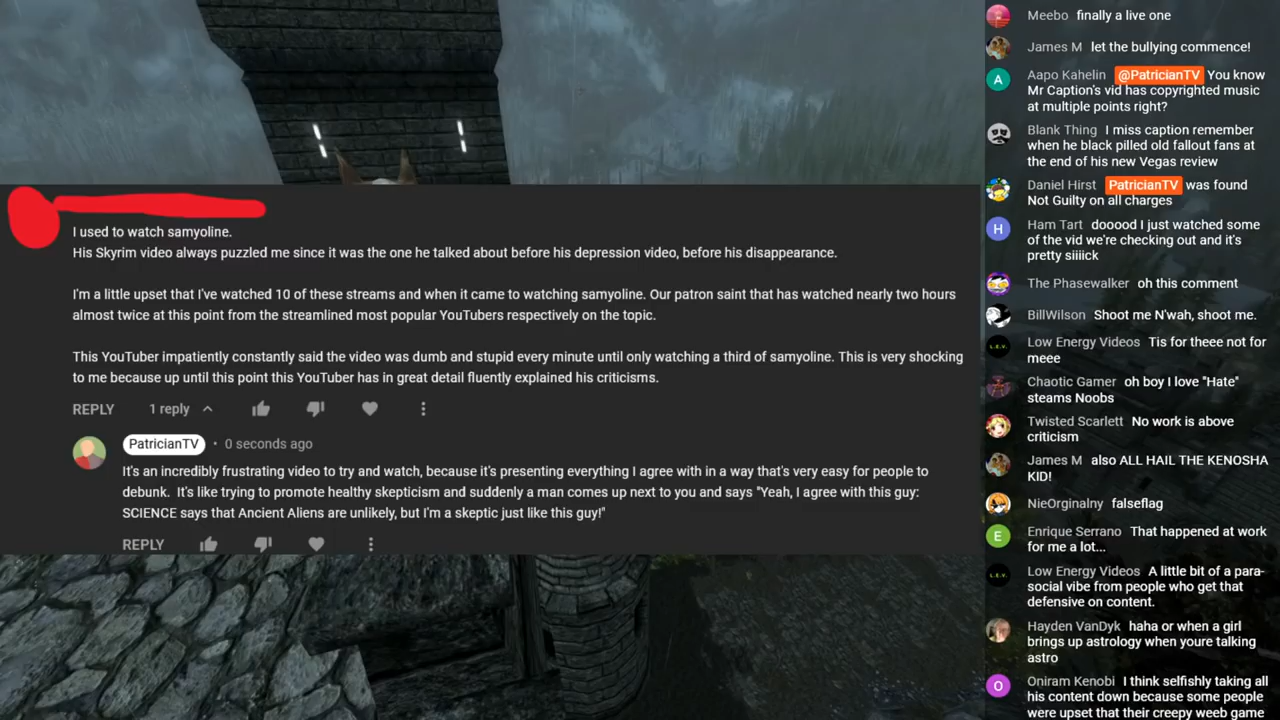 I used to watch samyoline.
His Skyrim video always puzzled me since it was the one he talked about before his depression video, before his disappearance.
I'm a little upset that I've watched 10 of these streams and when it came to watching samyoline. Our patron saint that has watched nearly two hours
almost twice at this point from the streamlined most popular YouTubers respectively on the topic.
This YouTuber impatiently constantly said the video was dumb and stupid every minute until only watching a third of samyoline. This is very shocking
to me because up until this point this YouTuber has in great detail fluently explained his criticisms.
REPLY 1 reply
PatricianTV • 0 seconds ago
It's an incredibly frustrating video to try and watch, because it's presenting everything I agree with in a way that's very easy for people to
debunk. It's like trying to promote healthy skepticism and suddenly a man comes up next to you and says "Yeah, I agree with this guy:
SCIENCE says that Ancient Aliens are unlikely, but I'm a skeptic just like this guy!"
REPLY
Meebo finally a live one
James M let the bullying commence!
A
Aapo Kahelin @PatricianTV You know
Mr Caption's vid has copyrighted music
at multiple points right?
Blank Thing I miss caption remember
when he black pilled old fallout fans at
the end of his new Vegas review
Daniel Hirst PatricianTV was found
Not Guilty on all charges
H
Ham Tart dooood I just watched some
of the vid we're checking out and it's
pretty siiiick
The Phasewalker oh this comment
BillWilson Shoot me N'wah, shoot me.
L.E.V.
Low Energy Videos Tis for theee not for
meee
Chaotic Gamer oh boy I love "Hate"
steams Noobs
Twisted Scarlett No work is above
criticism
James M also ALL HAIL THE KENOSHA
KID!
NieOrginalny falseflag
E
Enrique Serrano That happened at work
for me a lot...
L.E.V.
Low Energy Videos A little bit of a para-
social vibe from people who get that
defensive on content.
Hayden VanDyk haha or when a girl
brings up astrology when youre talking
astro
O
Oniram Kenobi I think selfishly taking all
his content down because some people
were upset that their creepy weeb game